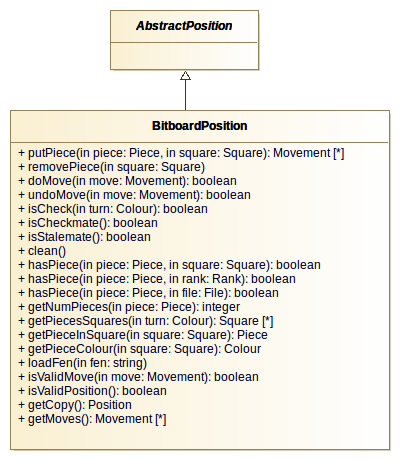 AbstractPosition
BitboardPosition
+ putPiece(in piece: Piece, in square: Square): Movement [*]
+ removePiece(in square: Square)
+ doMove(in move: Movement): boolean
+ undoMove(in move: Movement): boolean
+ isCheck(in turn: Colour): boolean
+ isCheckmate(): boolean
+ isStalemate(): boolean
+ clean()
+ hasPiece(in piece: Piece, in square: Square): boolean
+ hasPiece(in piece: Piece, in rank: Rank): boolean
+ hasPiece(in piece: Piece, in file: File): boolean
+ getNumPieces(in piece: Piece): integer
+ getPiecesSquares(in turn: Colour): Square [*]
+ getPieceInSquare(in square: Square): Piece
+ getPieceColour(in square: Square): Colour
+ loadFen(in fen: string)
+ isValidMove(in move: Movement): boolean
+ isValidPosition(): boolean
+ getCopy(): Position
+ getMoves(): Movement [*]